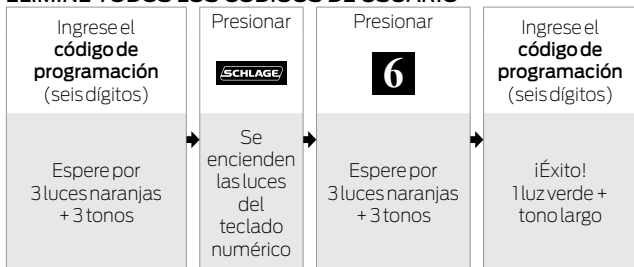 ELIMINE TODOS LOS CÓDIGOS DE USUARIO
Ingrese el
código de
programación
(seis dígitos)
Espere por
3 luces naranjas
+ 3 tonos
Presionar
SCHLAGE
Se
encienden
las luces
del
teclado
numérico
Presionar
6
Espere por
3 luces naranjas
+ 3 tonos
Ingrese el
código de
programación
(seis dígitos)
¡Éxito!
1 luz verde +
tono largo